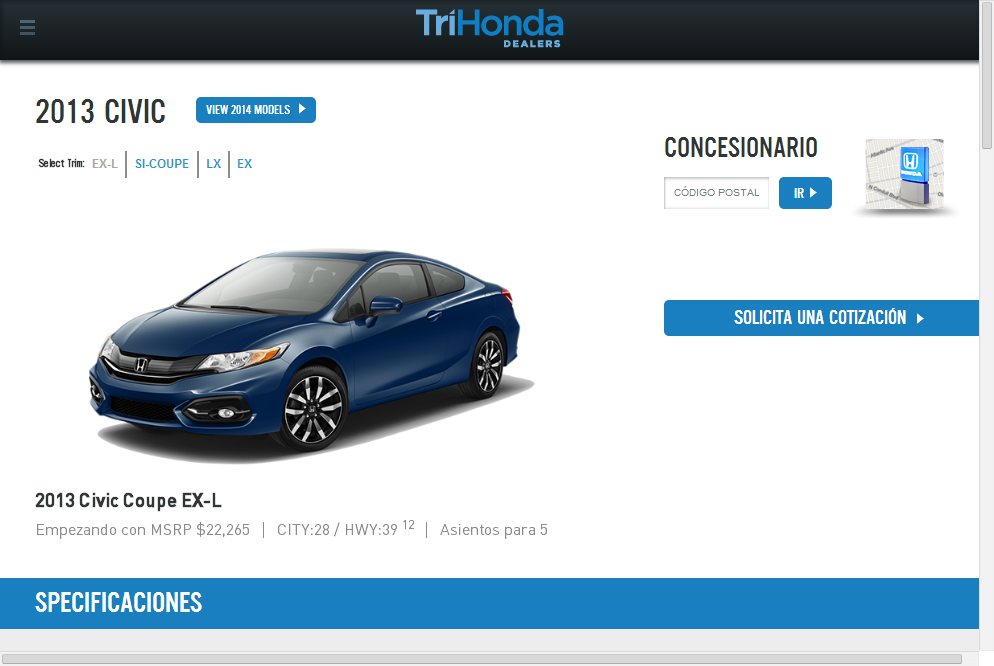 TriHonda
DEALERS
2013 CIVIC
VIEW 2014 MODELS
Select Trim: EX-L SI-COUPE LX EX
CONCESIONARIO
CÓDIGO POSTAL
IR
HONDA
SOLICITA UNA COTIZACIÓN
2013 Civic Coupe EX-L
Empezando con MSRP $22,265 | CITY:28 / HWY:39 12 | Asientos para 5
SPECIFICACIONES